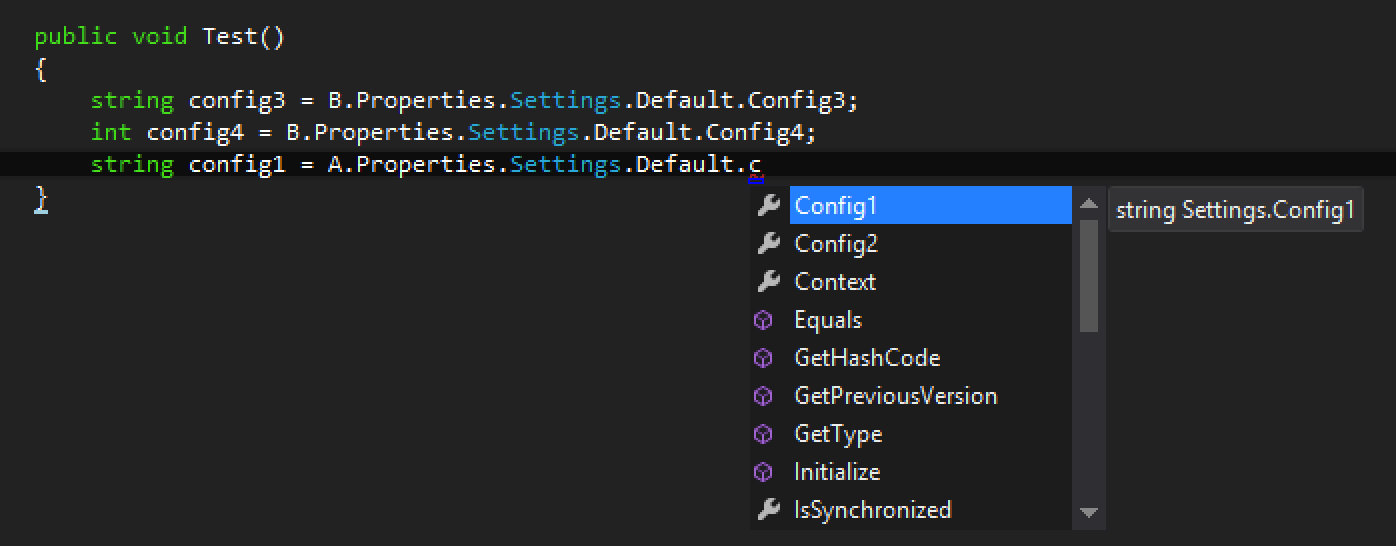 public void Test()
{
string config3 = B.Properties.Settings.Default.Config3;
int config4 = B.Properties.Settings.Default.Config4;
string config1 = A.Properties.Settings.Default.c
}
Config1
string Settings.Config1
Config2
Context
Equals
GetHashCode
GetPreviousVersion
GetType
Initialize
IsSynchronized